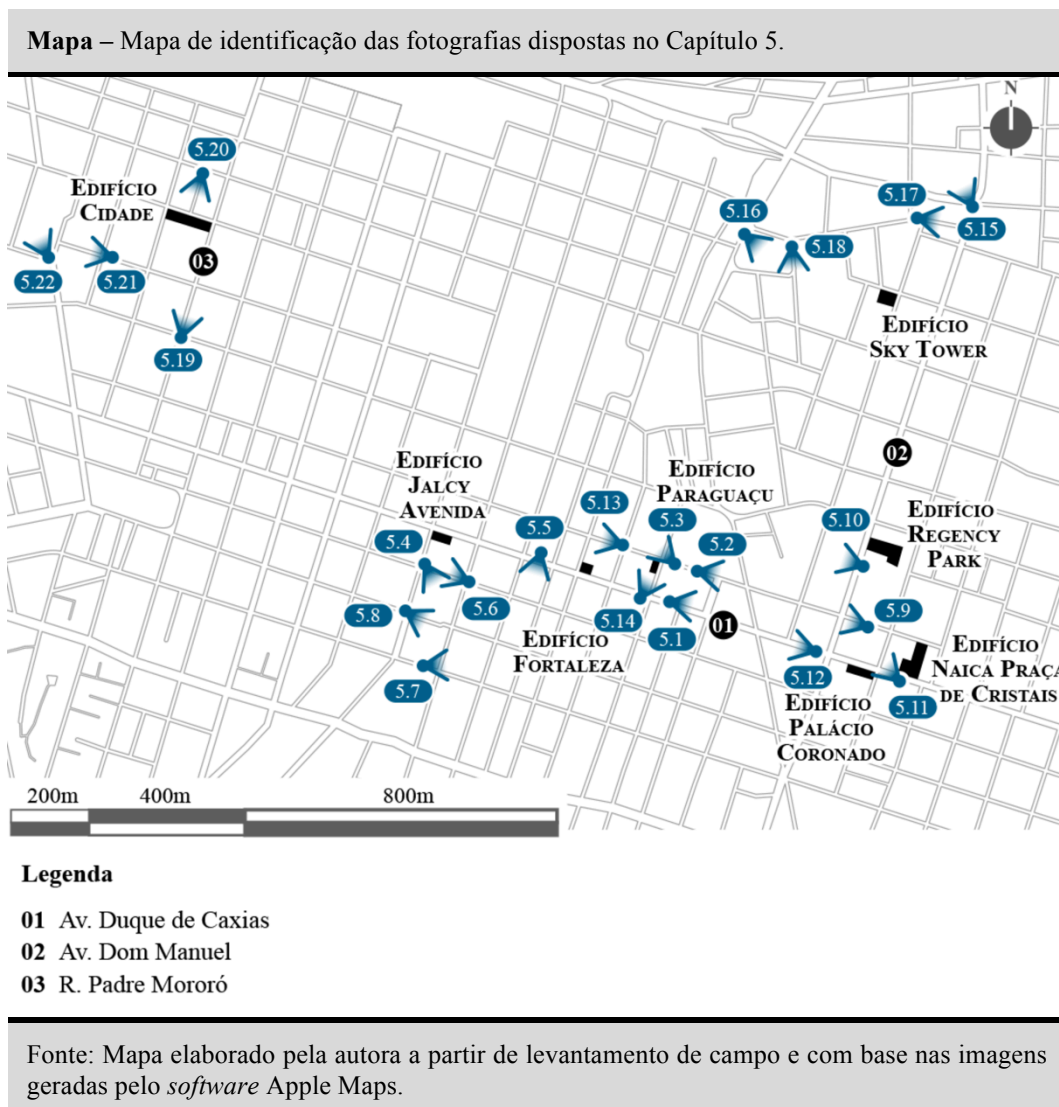 Mapa – Mapa de identificação das fotografias dispostas no Capítulo 5.
N
5.20
EDIFÍCIO
CIDADE
5.17
5.16
5.15
5.18
03
5.22
5.21
EDIFÍCIO
SKY TOWER
5.19
02
EDIFÍCIO
JALCY
AVENIDA
EDIFÍCIO
PARAGUAÇU
5.13
5.3
5.5
5.4
5.2
5.10
EDIFÍCIO
REGENCY
PARK
5.6
5.8
5.14
5.1
01
5.9
EDIFÍCIO
FORTALEZA
5.7
5.12
EDIFÍCIO
NAICA PRAÇA
DE CRISTAIS
5.11
EDIFÍCIO
PALÁCIO
CORONADO
200m 400m 800m
Legenda
01 Av. Duque de Caxias
02 Av. Dom Manuel
03 R. Padre Mororó
Fonte: Mapa elaborado pela autora a partir de levantamento de campo e com base nas imagens
geradas pelo software Apple Maps.